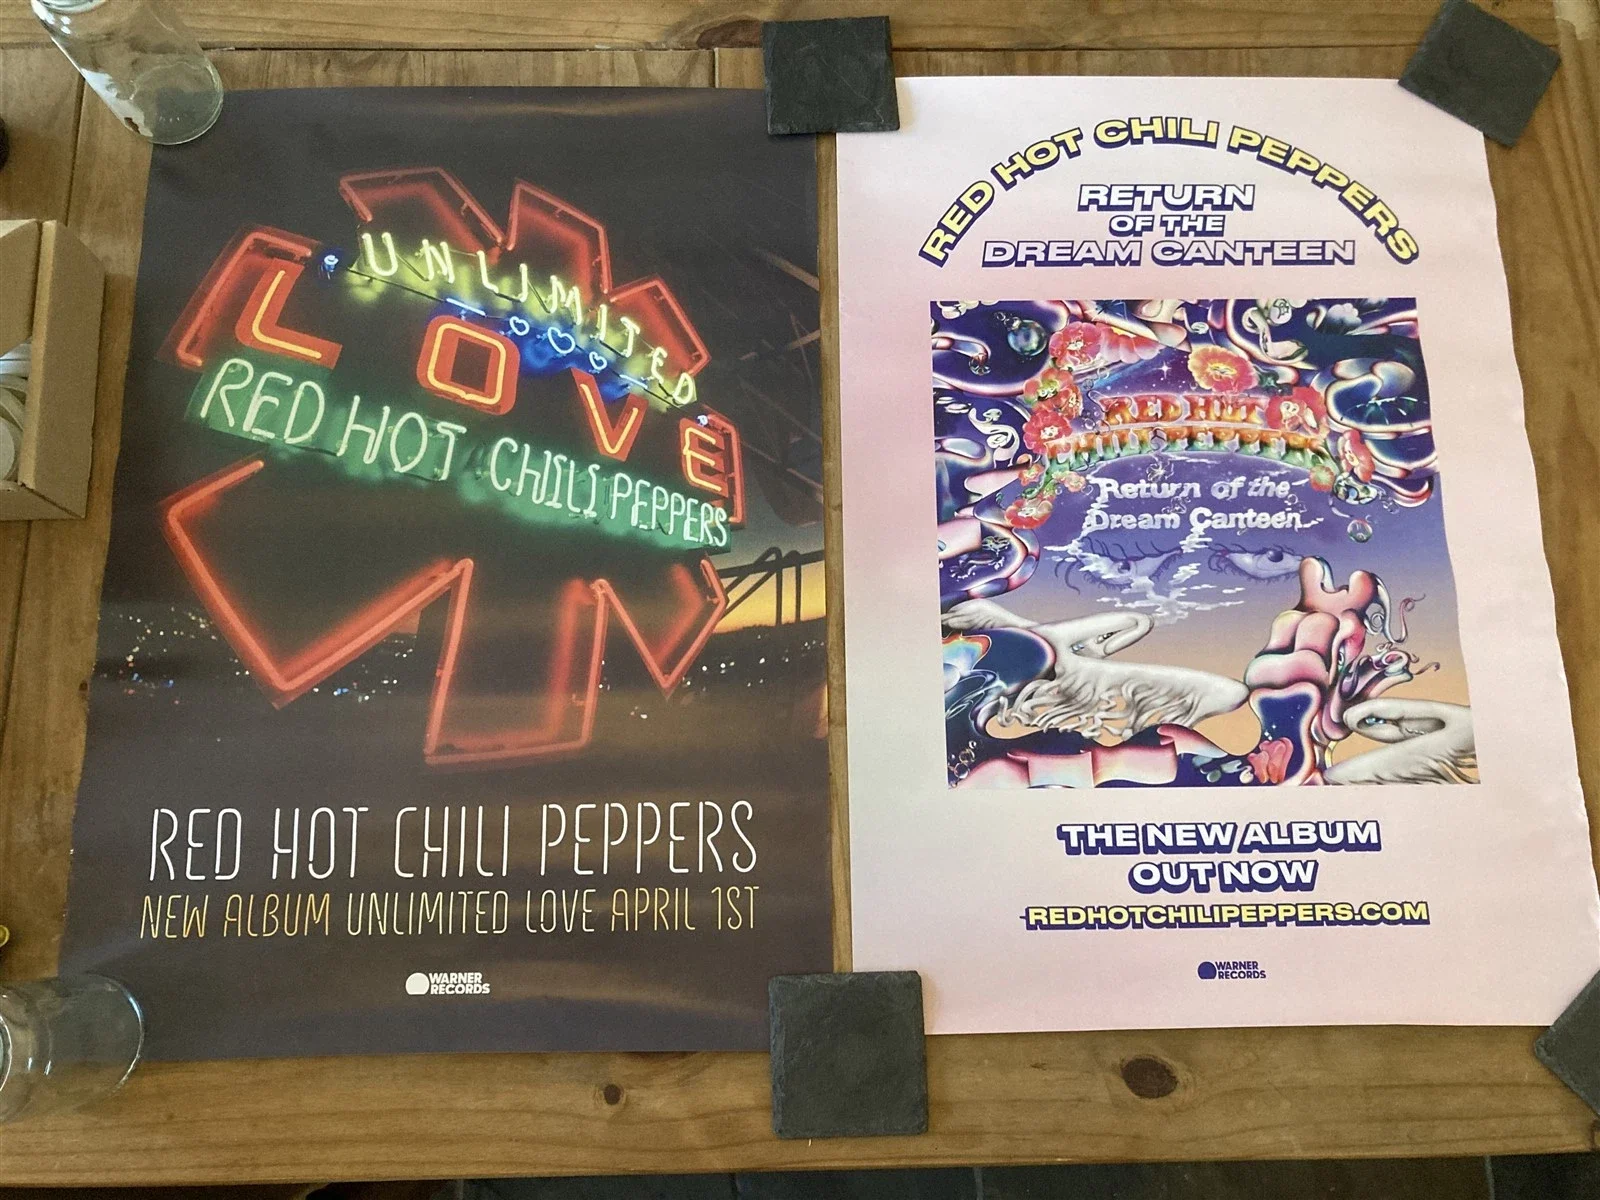 UNLIMITED
LOVE
RED HOT CHILI PEPPERS
RED HOT CHILI PEPPERS
NEW ALBUM UNLIMITED LOVE APRIL 1ST
WARNER
RECORDS
RED HOT CHILI PEPPERS
RETURN
OF THE
DREAM CANTEEN
RED HOT
CHILI PEPPERS
Return of the
Dream Canteen
THE NEW ALBUM
OUT NOW
REDHOTCHILIPEPPERS.COM
WARNER
RECORDS